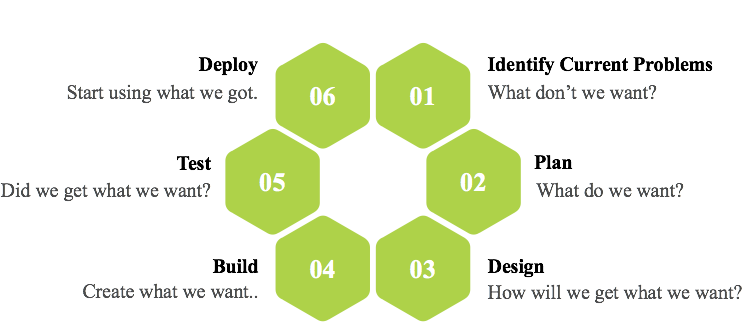 Deploy
Start using what we got.
06
01
Identify Current Problems
What don’t we want?
Test
Did we get what we want?
05
02
Plan
What do we want?
Build
Create what we want..
04
03
Design
How will we get what we want?